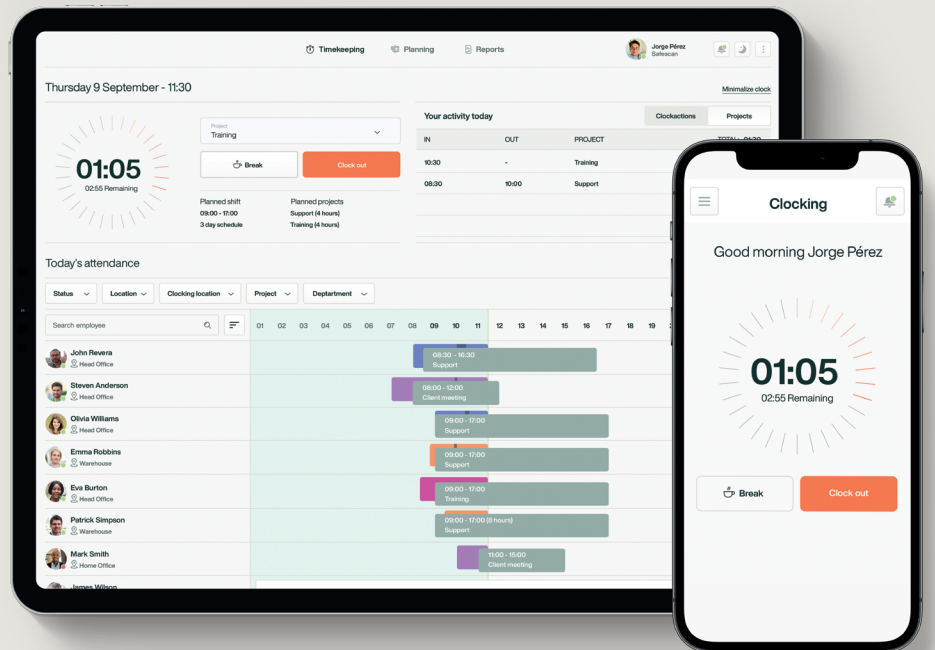 Timekeeping
Planning
Reports
Jorge Pérez
Safescan
Thursday 9 September - 11:30
Minimalize clock
01:05
02:55 Remaining
Project
Training
Break
Clock out
Planned shift
09:00 - 17:00
3 day schedule
Planned projects
Support (4 hours)
Training (4 hours)
Your activity today
Clockactions
Projects
IN OUT PROJECT TOTAL: 01:30
10:30 - Training
08:30 10:00 Support
Today's attendance
Status
Location
Clocking location
Project
Deptartment
Search employee
01 02 03 04 05 06 07 08 09 10 11 12 13 14 15 16 17 18 19
John Revera
Head Office
08:30 - 16:30
Support
Steven Anderson
Head Office
08:00 - 12:00
Client meeting
Olivia Williams
Head Office
09:00 - 17:00
Support
Emma Robbins
Warehouse
09:00 - 17:00
Support
Eva Burton
Head Office
09:00 - 17:00
Training
Patrick Simpson
Warehouse
09:00 - 17:00 (8 hours)
Support
Mark Smith
Home Office
11:00 - 15:00
Client meeting
James Wilson
Clocking
Good morning Jorge Pérez
01:05
02:55 Remaining
Break
Clock out